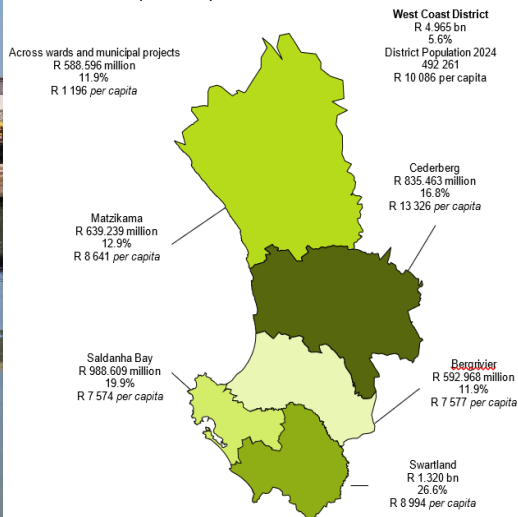 West Coast District
R 4.965 bn
5.6%
District Population 2024
492 261
R 10 086 per capita
Across wards and municipal projects
R 588.596 million
11.9%
R 1 196 per capita
Cederberg
R 835.463 million
16.8%
R 13 326 per capita
Matzikama
R 639.239 million
12.9%
R 8 641 per capita
Saldanha Bay
R 988.609 million
19.9%
R 7 574 per capita
Bergrivier
R 592.968 million
11.9%
R 7 577 per capita
Swartland
R 1.320 bn
26.6%
R 8 994 per capita